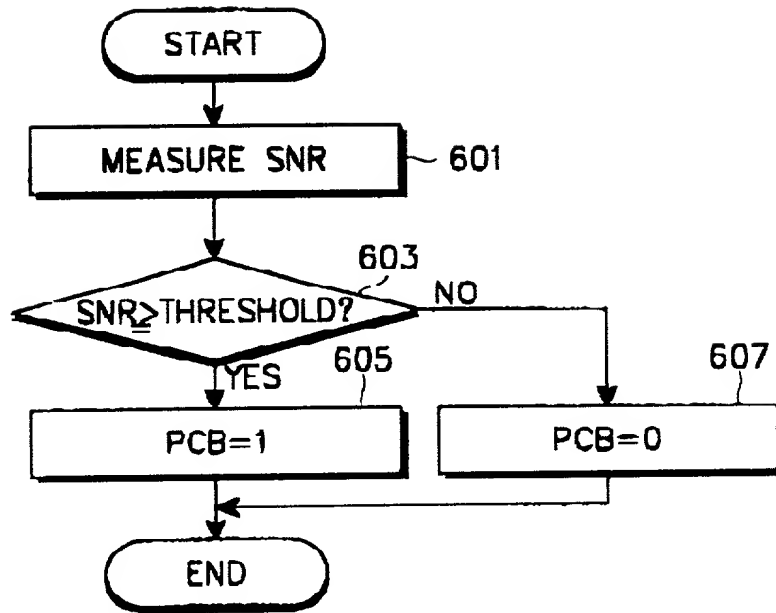 START
MEASURE SNR
601
603
SNR≧THRESHOLD?
NO
YES
605
607
PCB=1
PCB=0
END